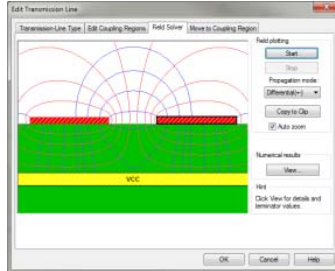 Edit Transmission Line
Transmission-Line Type
Edit Coupling Regions
Field Solver
Move to Coupling Region
Field plotting
Start
Stop
Propagation mode:
Differential(+)
Copy to Clip
Auto zoom
Numerical results
View...
Hint
Click View for details and
terminator values.
VCC
OK
Cancel
Help